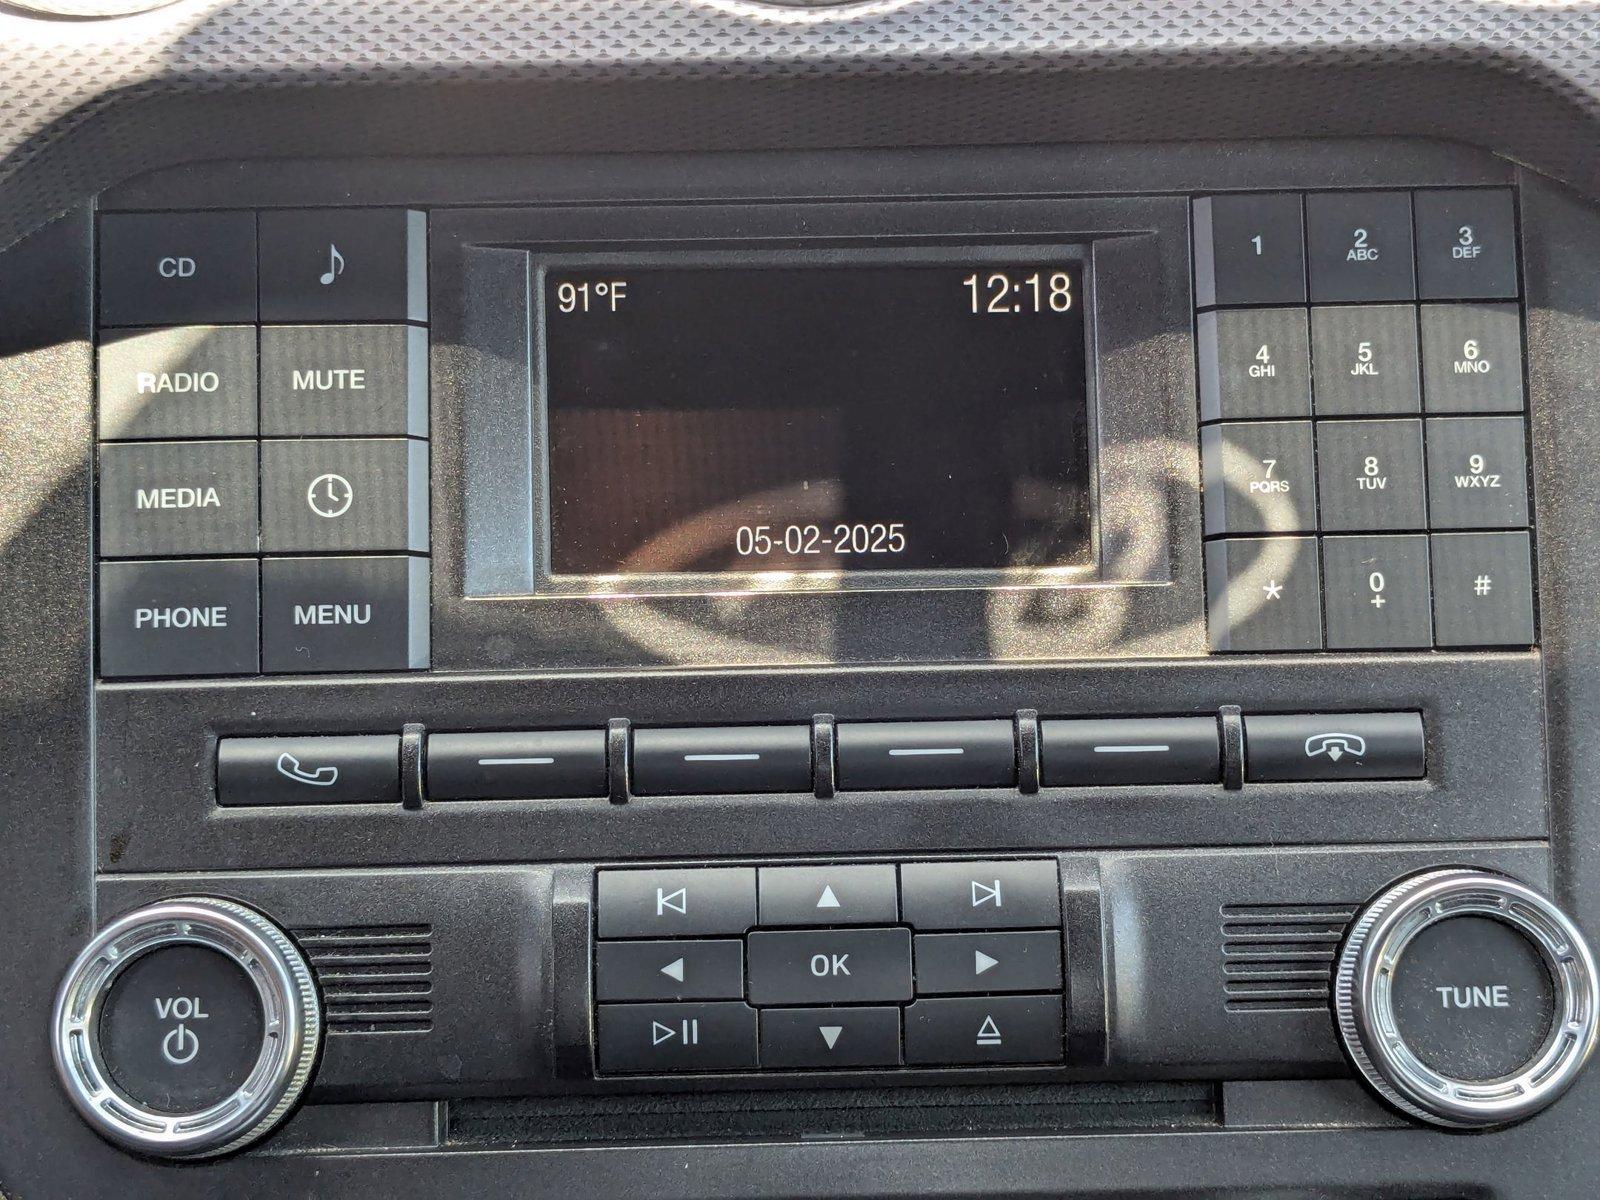 91°F 12:18
05-02-2025
CD
RADIO MUTE
MEDIA
PHONE MENU
1 2 ABC 3 DEF
4 GHI 5 JKL 6 MNO
7 PQRS 8 TUV 9 WXYZ
* 0 + #
VOL
OK
TUNE